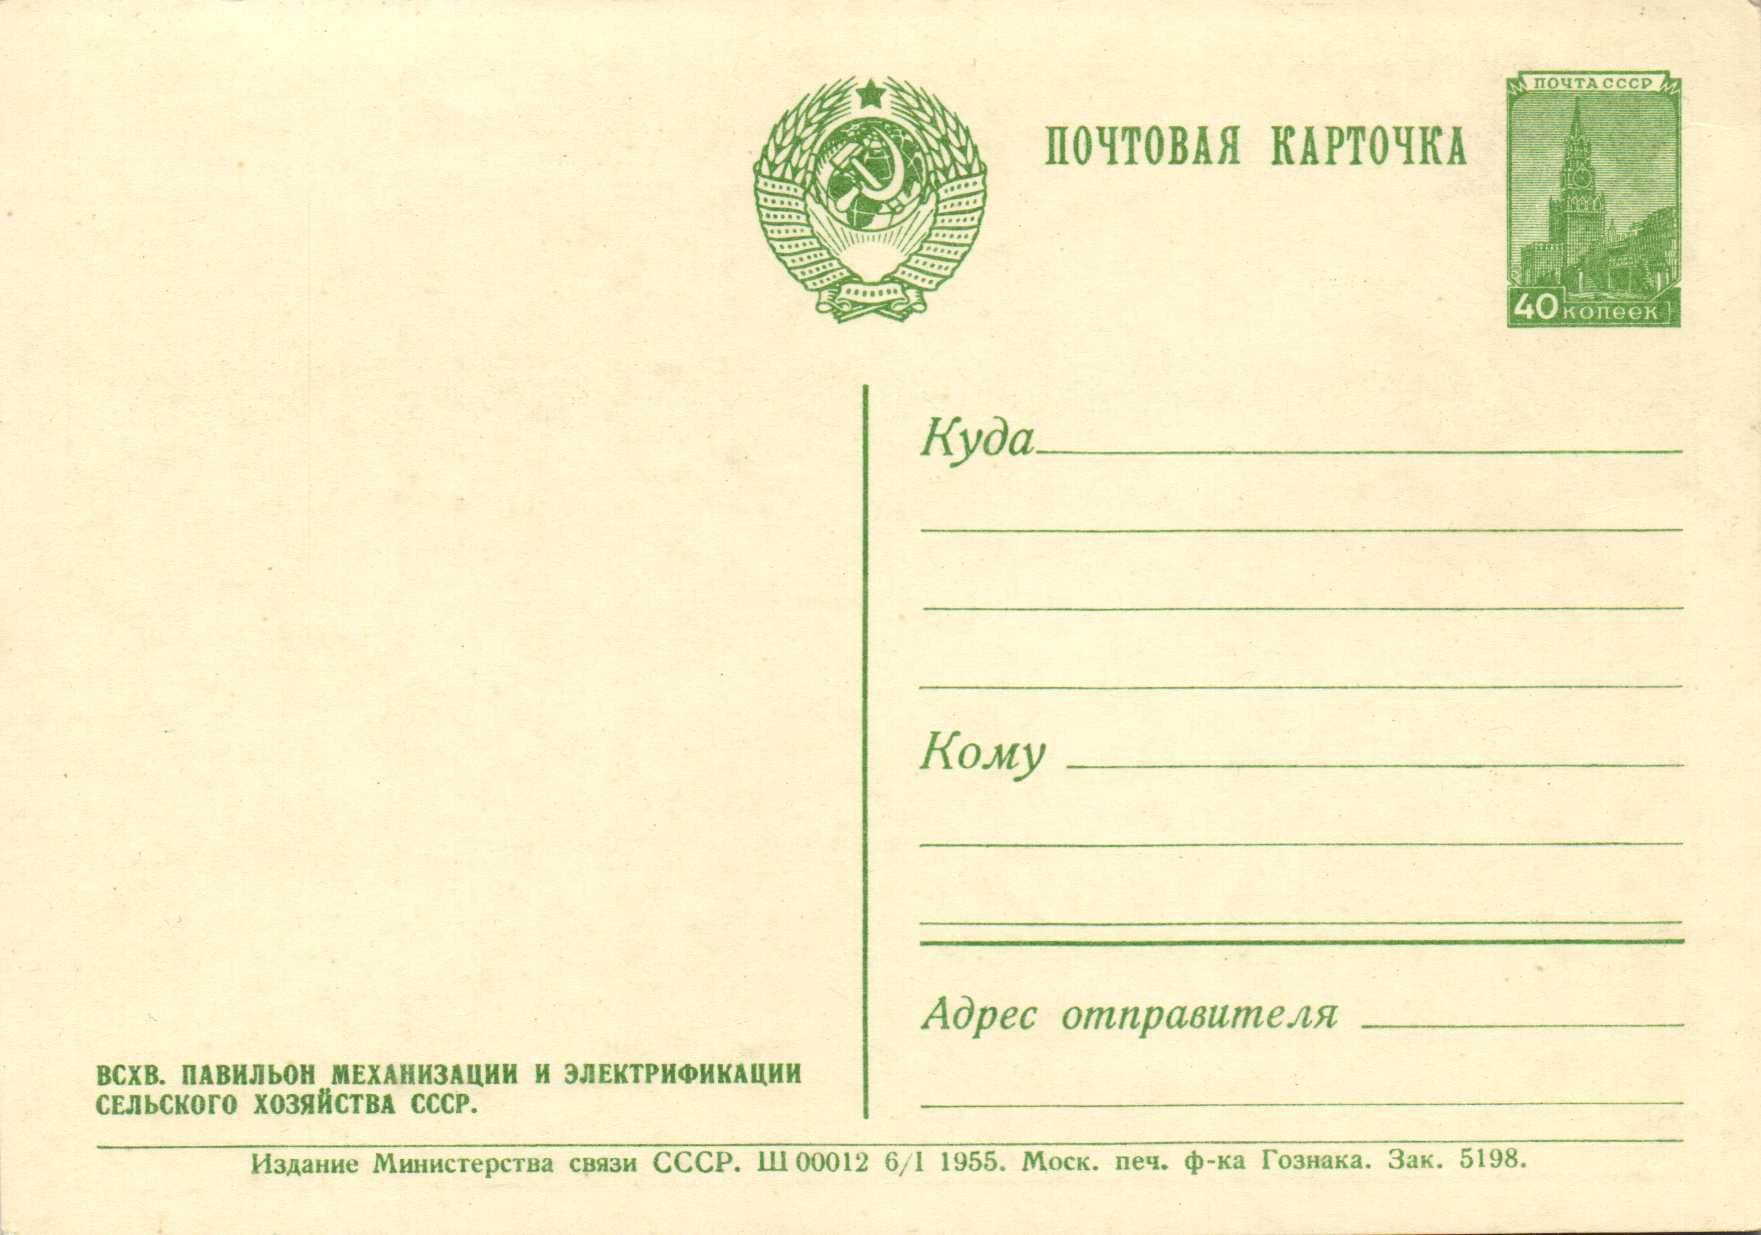 ПОЧТА СССР
ПОЧТОВАЯ КАРТОЧКА
40 КОПЕЕК
Куда
Кому
Адрес отправителя
ВСХВ. ПАВИЛЬОН МЕХАНИЗАЦИИ И ЭЛЕКТРИФИКАЦИИ
СЕЛЬСКОГО ХОЗЯЙСТВА СССР.
Издание Министерства связи СССР. Ш 00012 6/I 1955. Моск. печ. ф-ка Гознака. Зак. 5198.